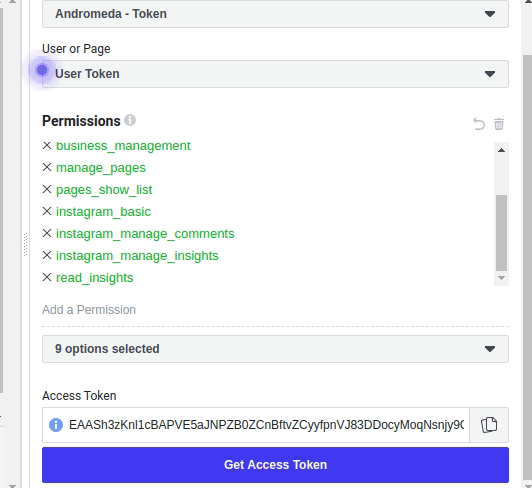 Andromeda - Token
User or Page
User Token
Permissions
business_management
manage_pages
pages_show_list
instagram_basic
instagram_manage_comments
instagram_manage_insights
read_insights
Add a Permission
9 options selected
Access Token
EAASh3zKnI1cBAPVE5aJNPZB0ZCnBftvZCyyfpnVJ83DDocyMoqNsnjy9C
Get Access Token